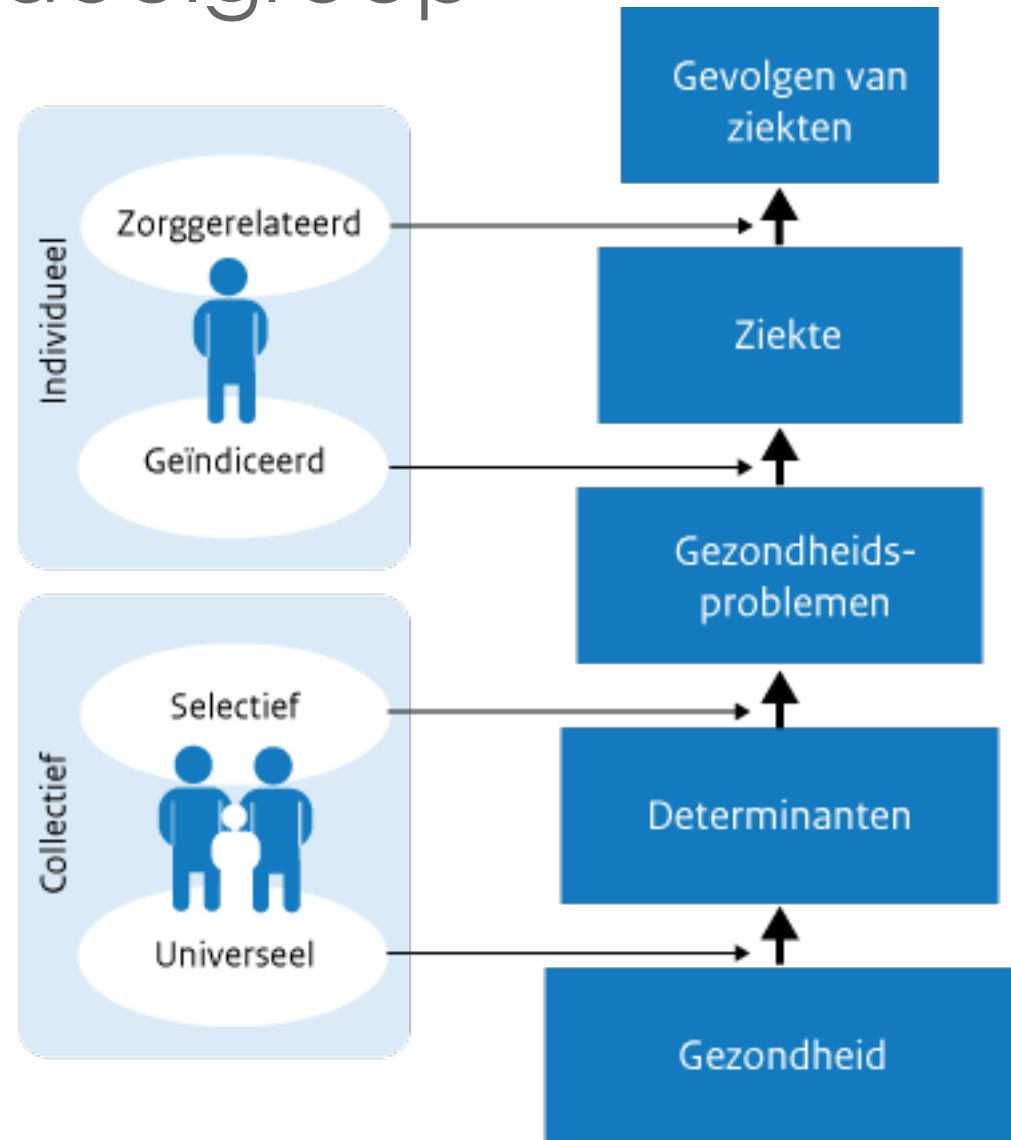 Individueel
Zorggerelateerd
Geïndiceerd
Collectief
Selectief
Universeel
Gevolgen van
ziekten
Ziekte
Gezondheids-
problemen
Determinanten
Gezondheid